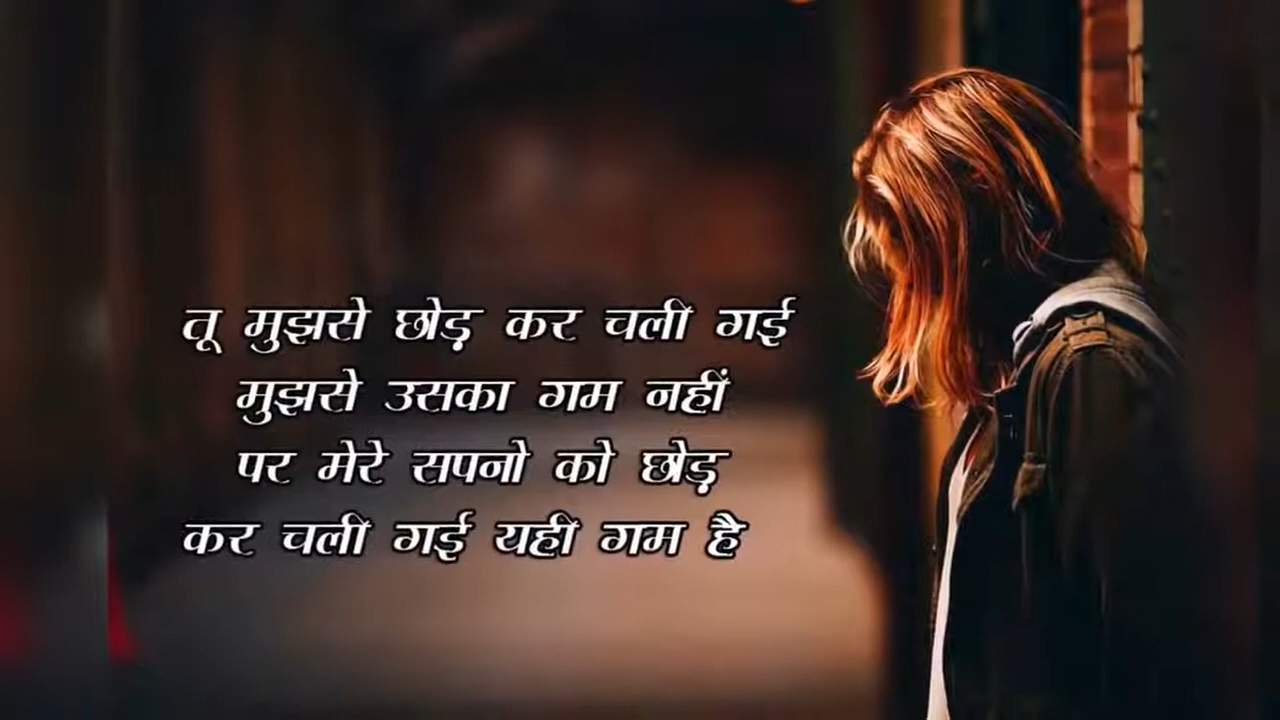 तू मुझसे छोड़ कर चली गई
मुझसे उसका गम नहीं
पर मेरे सपनो को छोड़
कर चली गई यही गम है